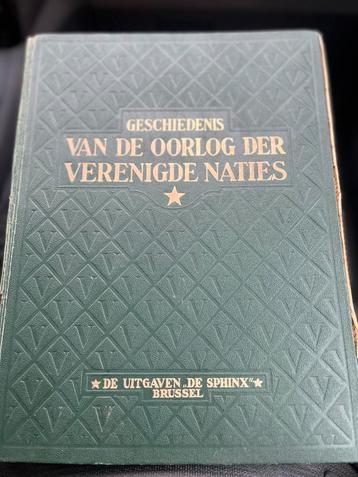 GESCHIEDENIS
VAN DE OORLOG DER
VERENIGDE NATIES
★
★ DE UITGAVEN „DE SPHINX" ★
BRUSSEL